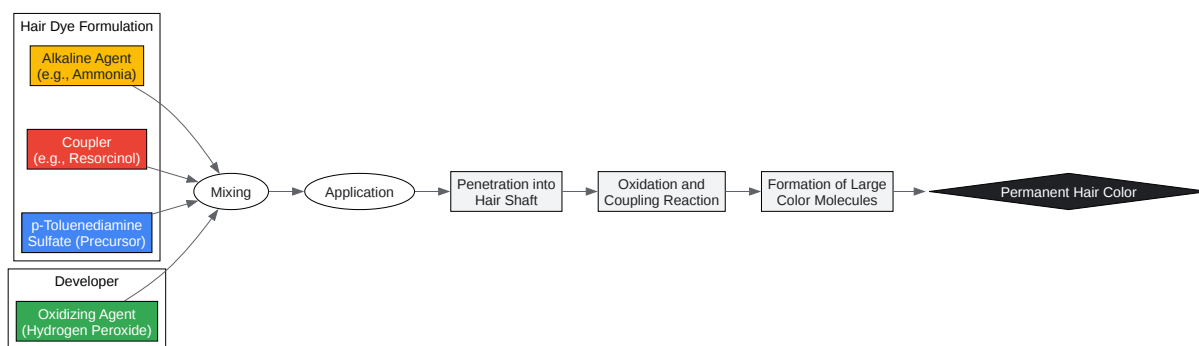 Hair Dye Formulation
Alkaline Agent
(e.g., Ammonia)
Coupler
(e.g., Resorcinol)
p-Toluenediamine
Sulfate (Precursor)
Developer
Oxidizing Agent
(Hydrogen Peroxide)
Mixing
Application
Penetration into
Hair Shaft
Oxidation and
Coupling Reaction
Formation of Large
Color Molecules
Permanent Hair Color